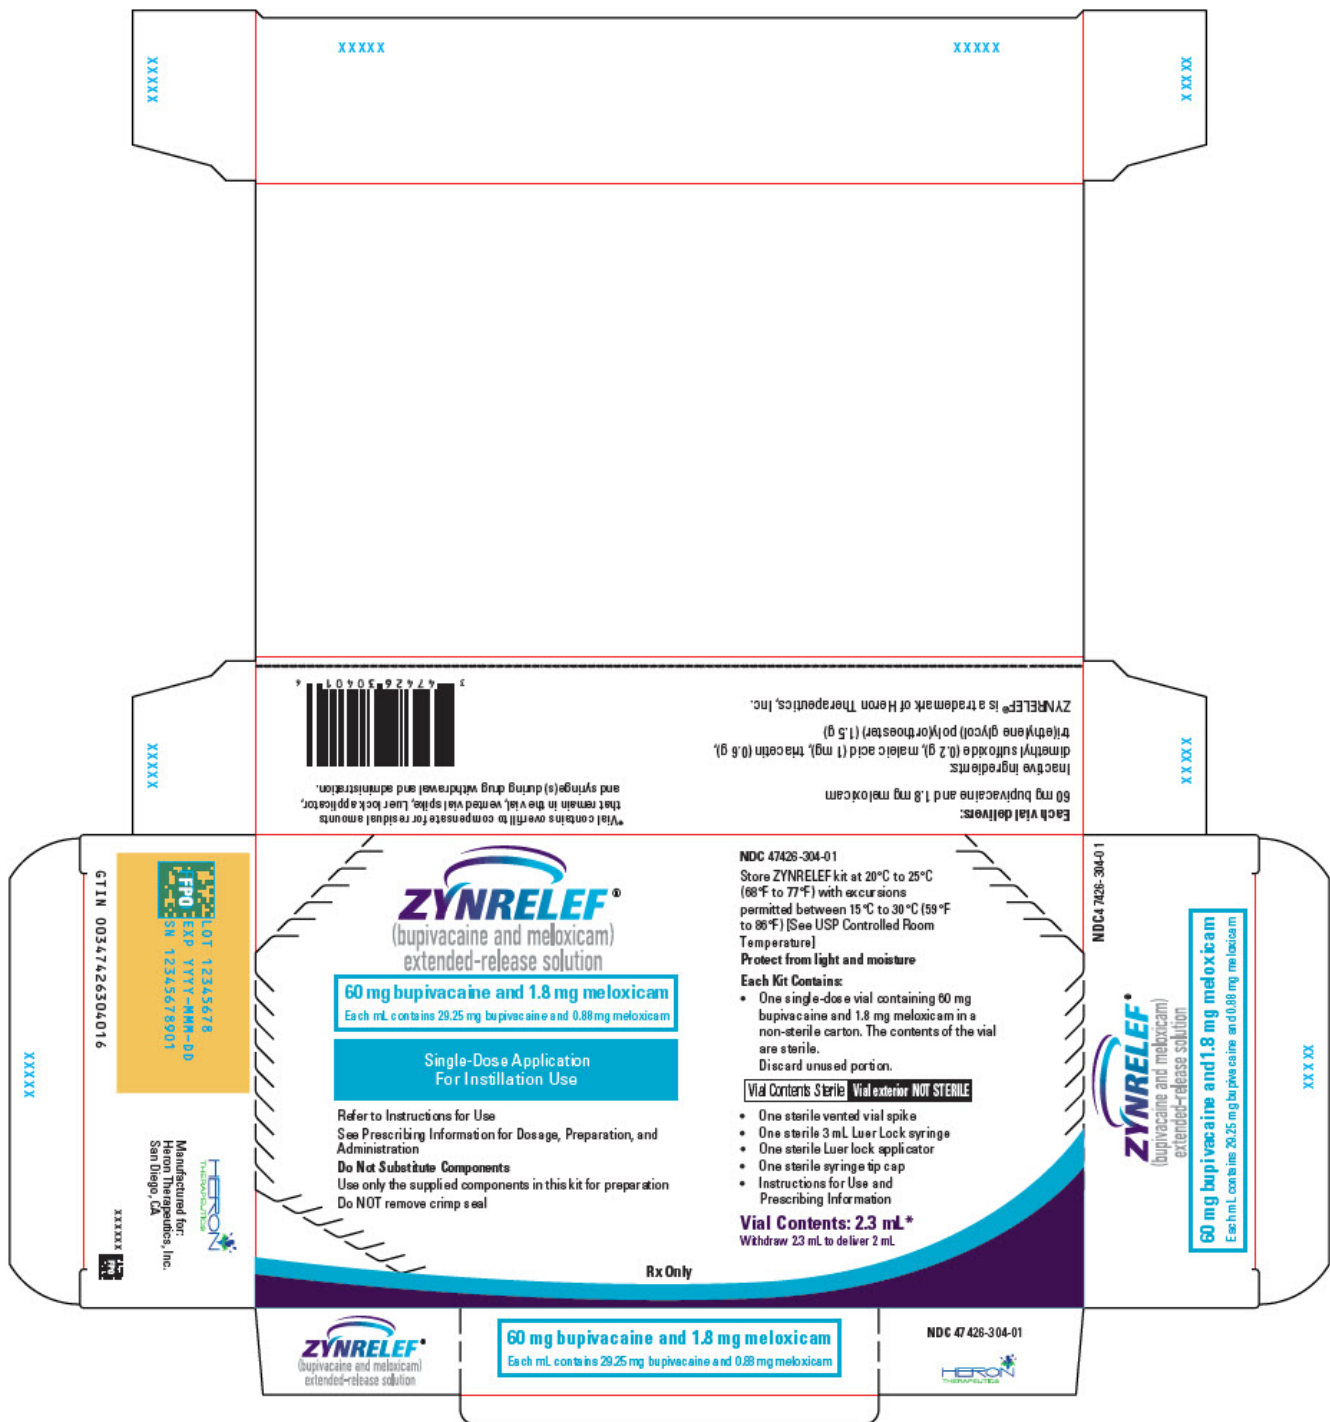 XXXXX
XXXXX
XXXXX
XXXXX
XXXXX
XXXXX
ZYNRELEF® is a trademark of Heron Therapeutics, Inc.
tri(ethylene glycol) poly(orthoester) (1.5 g)
dimethyl sulfoxide (0.2 g), maleic acid (1 mg), triacetin (0.6 g),
Inactive ingredients:
60 mg bupivacaine and 1.8 mg meloxicam
Each vial delivers:
3 47426 30401 6
*Vial contains overfill to compensate for residual amounts
that remain in the vial, vented vial spike, Luer lock applicator,
and syringe(s) during drug withdrawal and administration.
ZYNRELEF®
(bupivacaine and meloxicam)
extended-release solution
60 mg bupivacaine and 1.8 mg meloxicam
Each mL contains 29.25 mg bupivacaine and 0.88 mg meloxicam
Single-Dose Application
For Instillation Use
Refer to Instructions for Use
See Prescribing Information for Dosage, Preparation, and
Administration
Do Not Substitute Components
Use only the supplied components in this kit for preparation
Do NOT remove crimp seal
NDC 47426-304-01
Store ZYNRELEF kit at 20°C to 25°C
(68°F to 77°F) with excursions
permitted between 15°C to 30°C (59°F
to 86°F) [See USP Controlled Room
Temperature]
Protect from light and moisture
Each Kit Contains:
• One single-dose vial containing 60 mg
bupivacaine and 1.8 mg meloxicam in a
non-sterile carton. The contents of the vial
are sterile.
Discard unused portion.
Vial Contents Sterile Vial exterior NOT STERILE
• One sterile vented vial spike
• One sterile 3 mL Luer Lock syringe
• One sterile Luer lock applicator
• One sterile syringe tip cap
• Instructions for Use and
Prescribing Information
Vial Contents: 2.3 mL*
Withdraw 2.3 mL to deliver 2 mL
Rx Only
GTIN 00347426304016
FPO
LOT 12345678
EXP YYYY-MMM-DD
SN 12345678901
XXXXX
Manufactured for:
Heron Therapeutics, Inc.
San Diego, CA
HERON
THERAPEUTICS
XXXXXX
FPO
NDC4 7426-304-01
ZYNRELEF®
(bupivacaine and meloxicam)
extended-release solution
60 mg bupivacaine and 1.8 mg meloxicam
Each mL contains 29.25 mg bupivacaine and 0.88 mg meloxicam
XXXXX
ZYNRELEF®
(bupivacaine and meloxicam)
extended-release solution
60 mg bupivacaine and 1.8 mg meloxicam
Each mL contains 29.25 mg bupivacaine and 0.88 mg meloxicam
NDC 47426-304-01
HERON
THERAPEUTICS